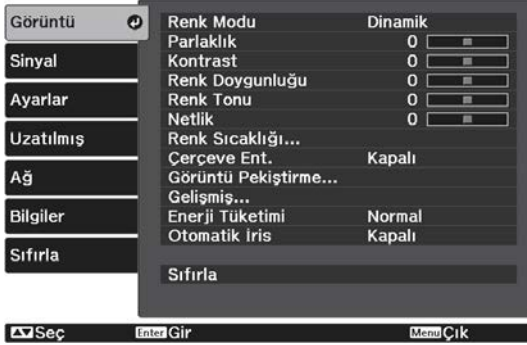 Görüntü
Sinyal
Ayarlar
Uzatılmış
Ağ
Bilgiler
Sıfırla
Renk Modu Dinamik
Parlaklık 0
Kontrast 0
Renk Doygunluğu 0
Renk Tonu 0
Netlik 0
Renk Sıcaklığı...
Çerçeve Ent. Kapalı
Görüntü Pekiştirme...
Gelişmiş...
Enerji Tüketimi Normal
Otomatik İris Kapalı
Sıfırla
Seç Enter Gir Menu Çık